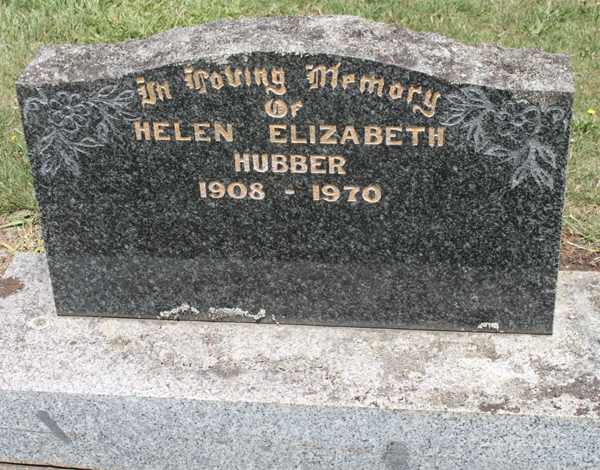 In Loving Memory
Of
HELEN ELIZABETH
HUBBER
1908 - 1970